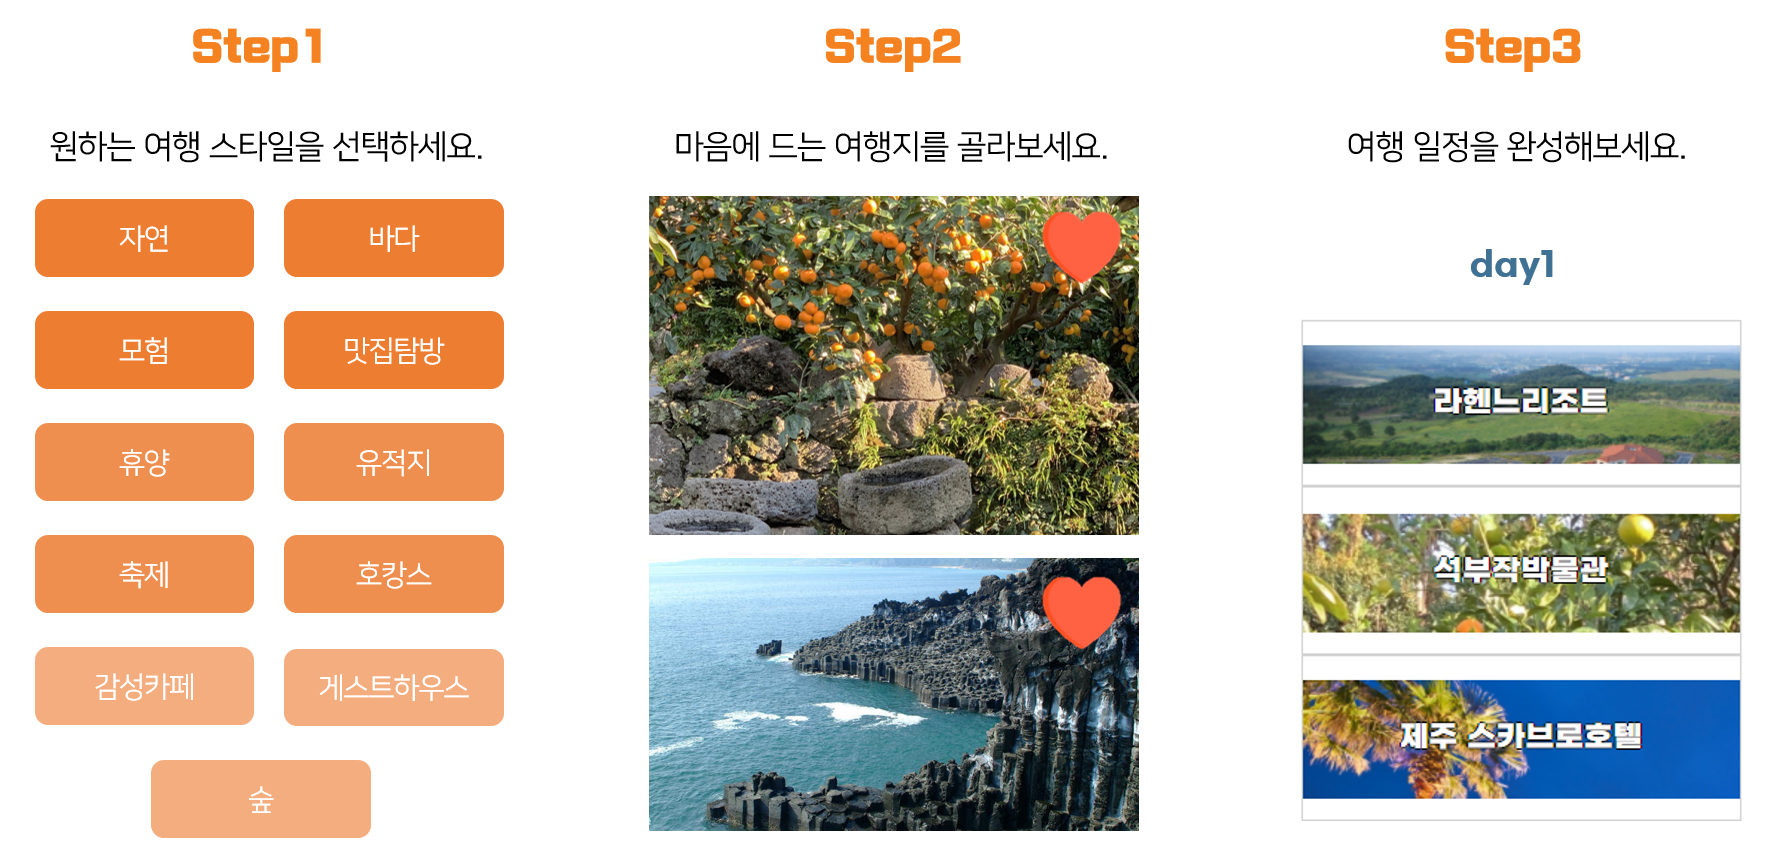 Step1
원하는 여행 스타일을 선택하세요.
자연
바다
모험
맛집탐방
휴양
유적지
축제
호캉스
감성카페
게스트하우스
숲
Step2
마음에 드는 여행지를 골라보세요.
Step3
여행 일정을 완성해보세요.
day1
라헨느리조트
석부작박물관
제주 스카브로호텔